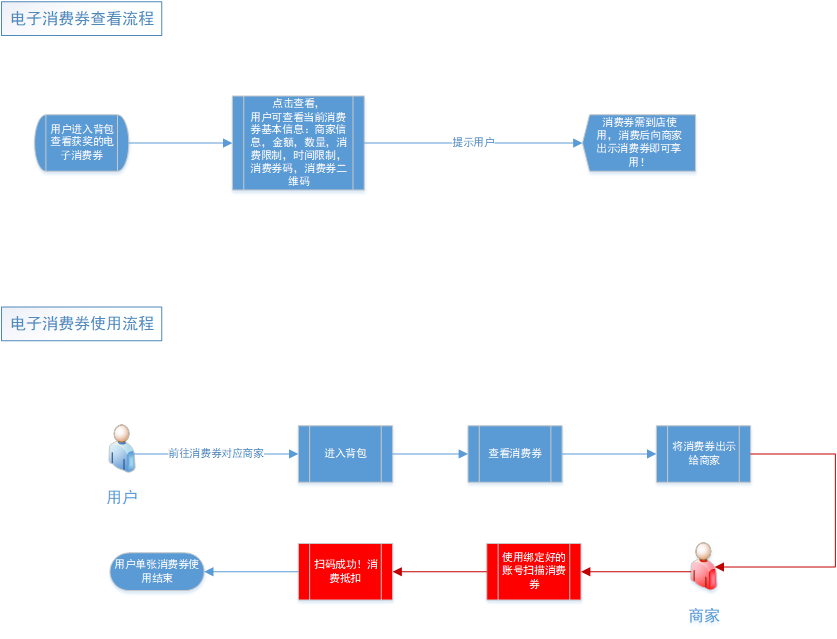 电子消费券查看流程
用户进入背包
查看获奖的电
子消费券
点击查看,
用户可查看当前消费
券基本信息：商家信
息，金额，数量，消
费限制，时间限制，
消费券码，消费券二
维码
提示用户
消费券需到店使
用，消费后向商家
出示消费券即可享
用！
电子消费券使用流程
用户
前往消费券对应商家
进入背包
查看消费券
将消费券出示
给商家
商家
使用绑定好的
账号扫描消费
券
扫码成功！消
费抵扣
用户单张消费券使
用结束